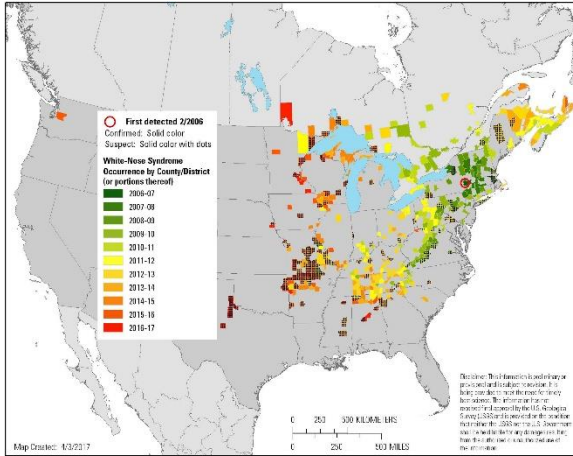 First detected 2/2006
Confirmed: Solid color
Suspect: Solid color with dots
White-Nose Syndrome
Occurrence by County/District
(or portions thereof)
2006-07
2007-08
2008-09
2009-10
2010-11
2011-12
2012-13
2013-14
2014-15
2015-16
2016-17
Disclaimer: This information is preliminary or
provisional and is subject to revision. It is
being provided to meet the need for timely
best science. The information has not
received final approval by the U.S. Geological
Survey (USGS) and is provided on the condition
that neither the USGS nor the U.S. Government
shall be held liable for any damages resulting
from the authorized or unauthorized use of
the information.
0 250 500 KILOMETERS
0 250 500 MILES
Map Created: 4/3/2017